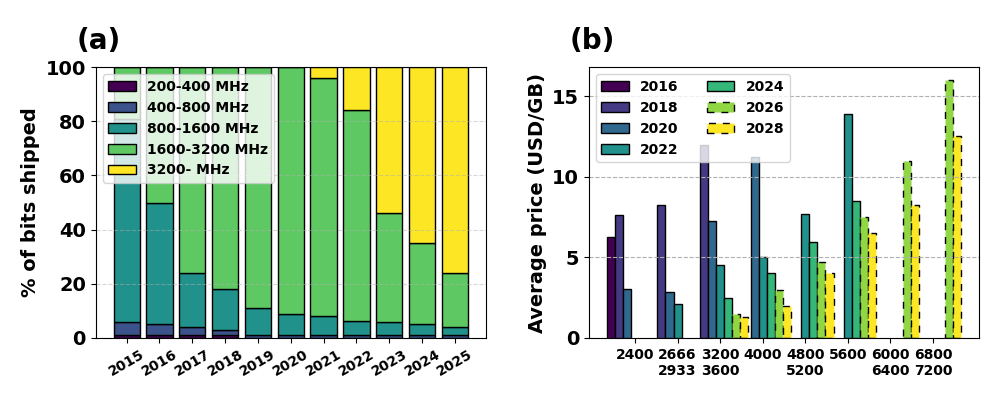 (a)
% of bits shipped
100
80
60
40
20
0
200-400 MHz
400-800 MHz
800-1600 MHz
1600-3200 MHz
3200- MHz
2015 2016 2017 2018 2019 2020 2021 2022 2023 2024 2025
(b)
Average price (USD/GB)
15
10
5
0
2016
2018
2020
2022
2024
2026
2028
2400 2666 3200 4000 4800 5600 6000 6800
2933 3600 5200 6400 7200